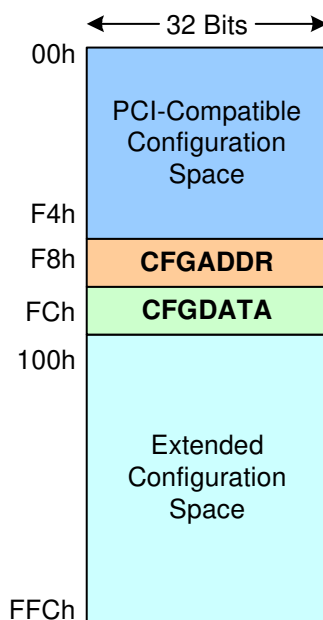 32 Bits
00h
PCI-Compatible
Configuration
Space
F4h
F8h
CFGADDR
FCh
CFGDATA
100h
Extended
Configuration
Space
FFCh